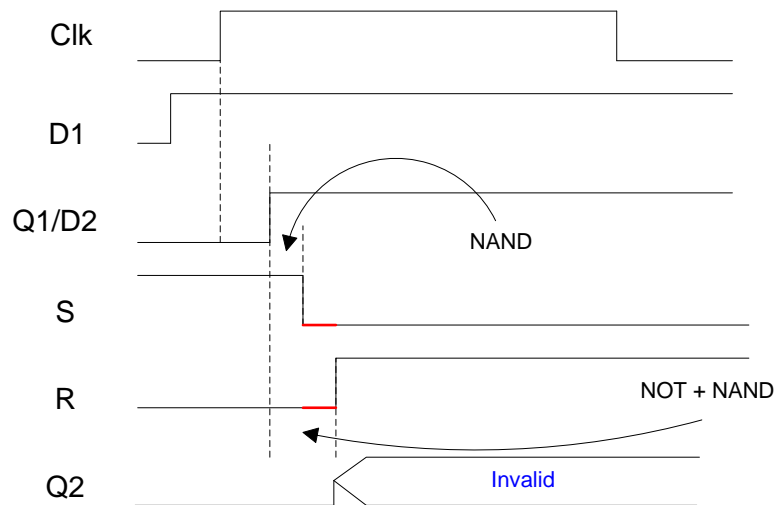 Clk
D1
Q1/D2
NAND
S
R
NOT + NAND
Q2
Invalid